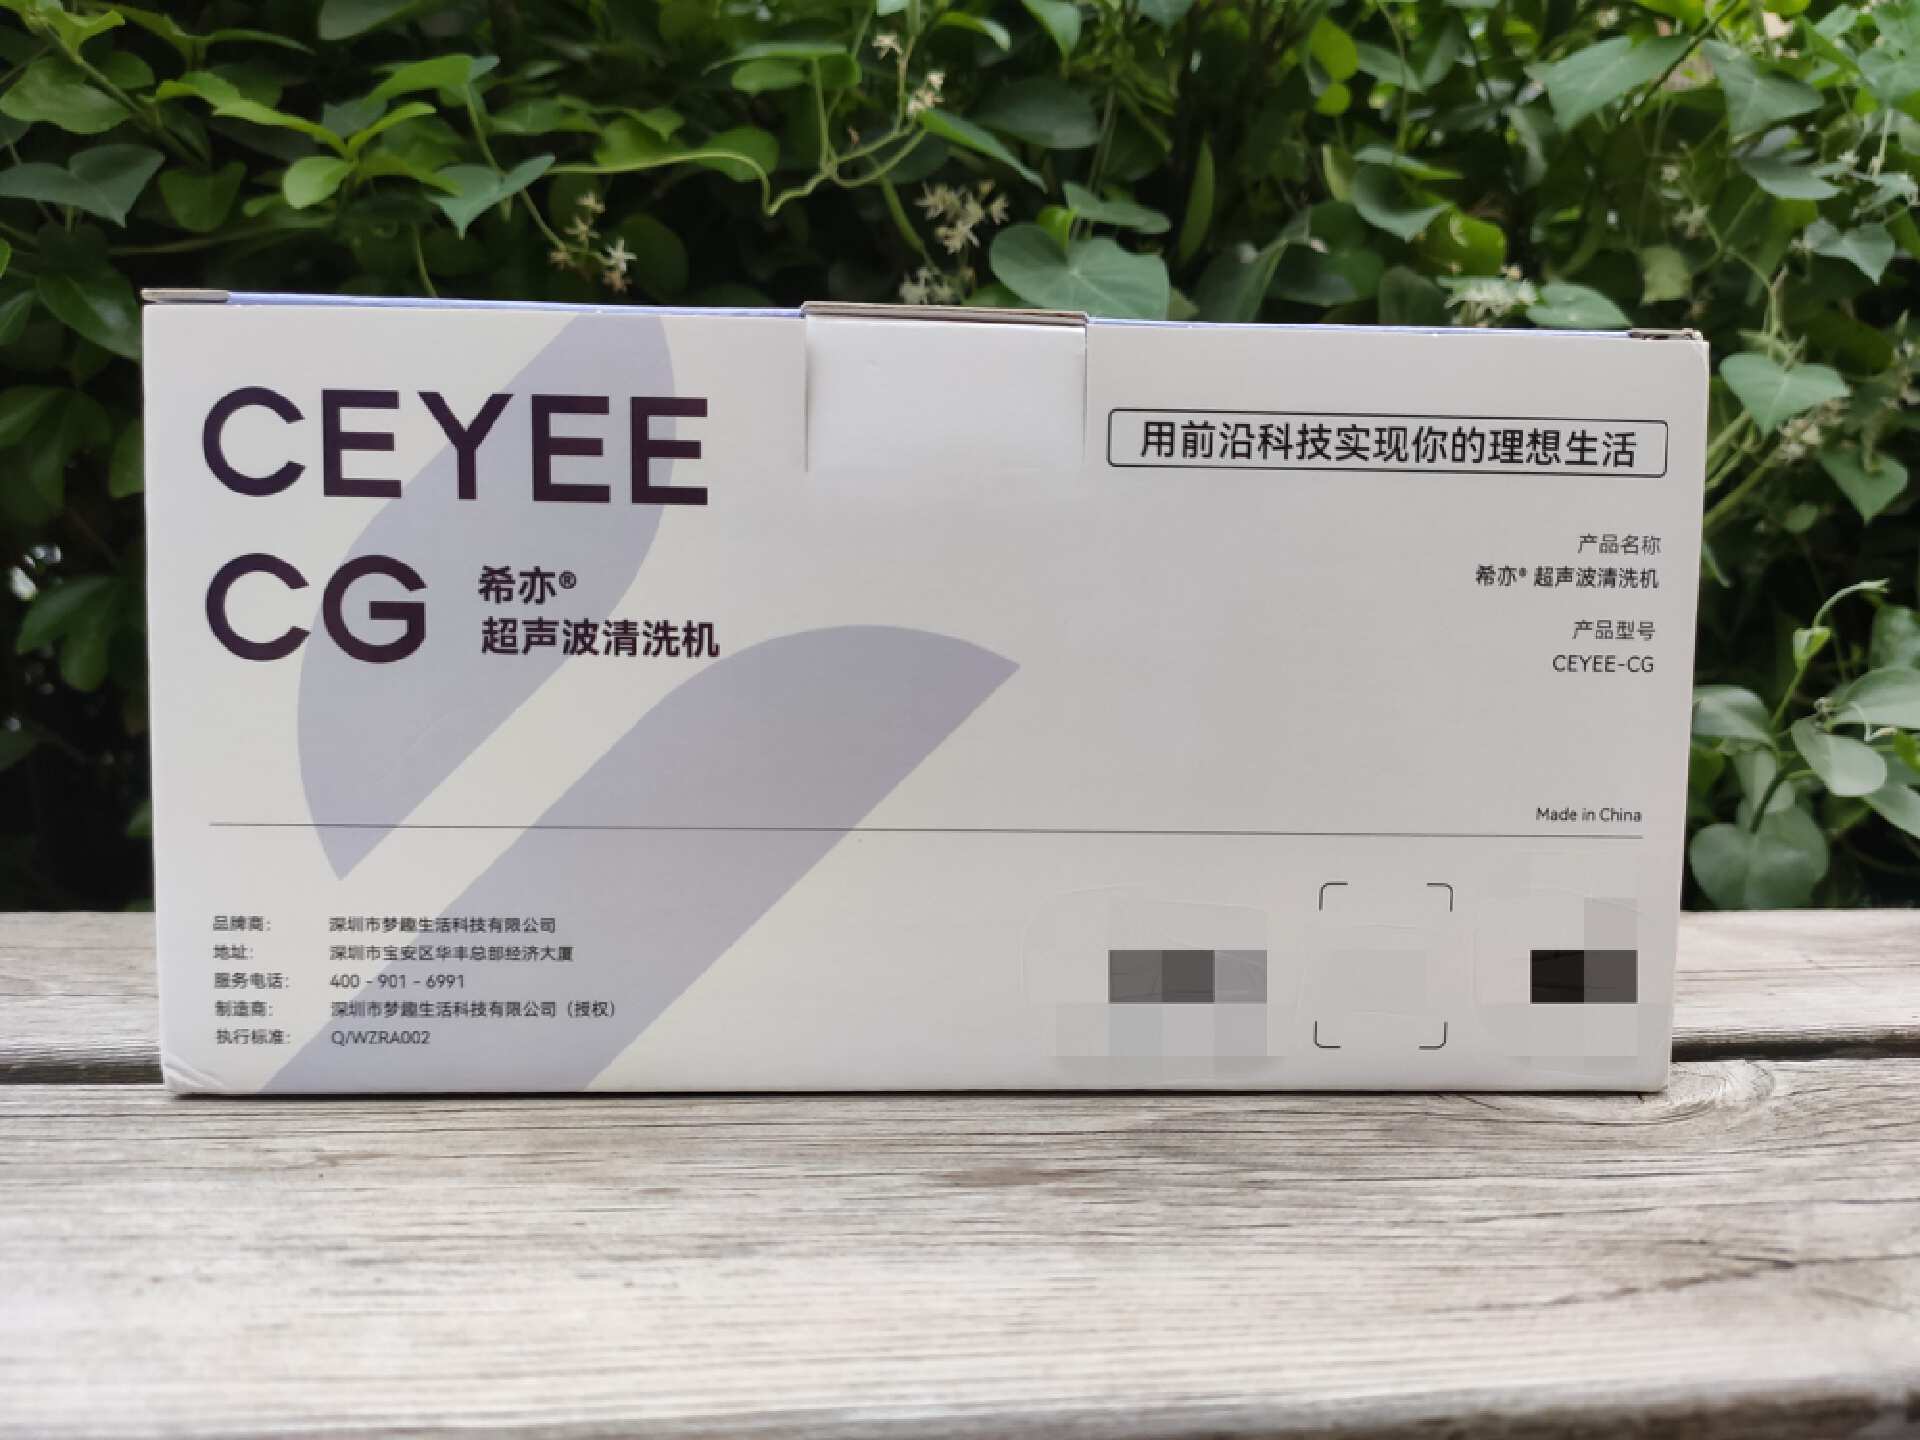 CEYEE
CG
希亦®
超声波清洗机
用前沿科技实现你的理想生活
产品名称
希亦® 超声波清洗机
产品型号
CEYEE-CG
Made in China
品牌商： 深圳市梦趣生活科技有限公司
地址： 深圳市宝安区华丰总部经济大厦
服务电话： 400 - 901 - 6991
制造商： 深圳市梦趣生活科技有限公司（授权）
执行标准： Q/WZRA002